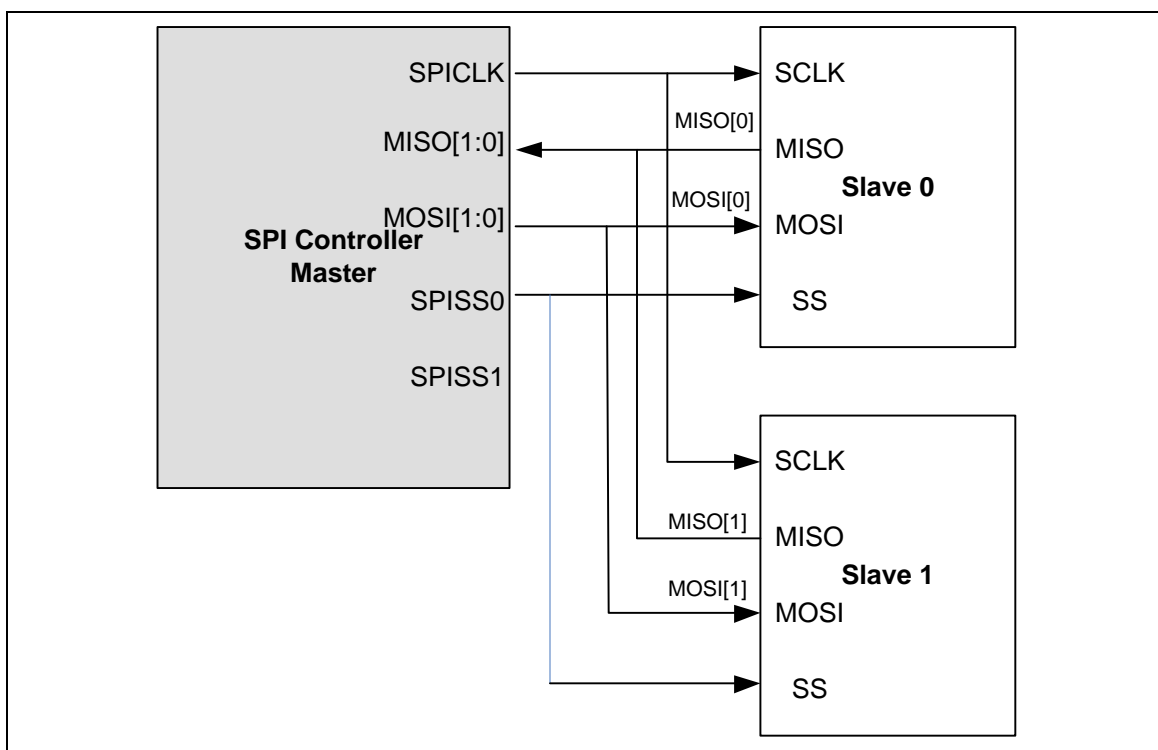 SPICLK
MISO[1:0]
MOSI[1:0]
SPI Controller
Master
SPISS0
SPISS1
MISO[0]
MOSI[0]
SCLK
MISO
Slave 0
MOSI
SS
MISO[1]
MOSI[1]
SCLK
MISO
Slave 1
MOSI
SS